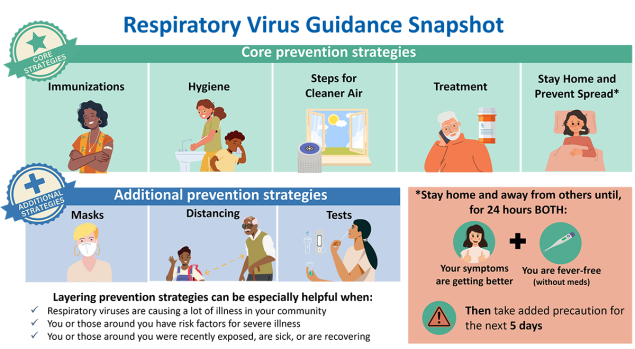 Respiratory Virus Guidance Snapshot
CORE
STRATEGIES
Core prevention strategies
Immunizations
Hygiene
Steps for
Cleaner Air
Treatment
Stay Home and
Prevent Spread*
ADDITIONAL
STRATEGIES
Additional prevention strategies
Masks
Distancing
Tests
Layering prevention strategies can be especially helpful when:
✓ Respiratory viruses are causing a lot of illness in your community
✓ You or those around you have risk factors for severe illness
✓ You or those around you were recently exposed, are sick, or are recovering
*Stay home and away from others until,
for 24 hours BOTH:
Your symptoms
are getting better
+
You are fever-free
(without meds)
Then take added precaution for
the next 5 days